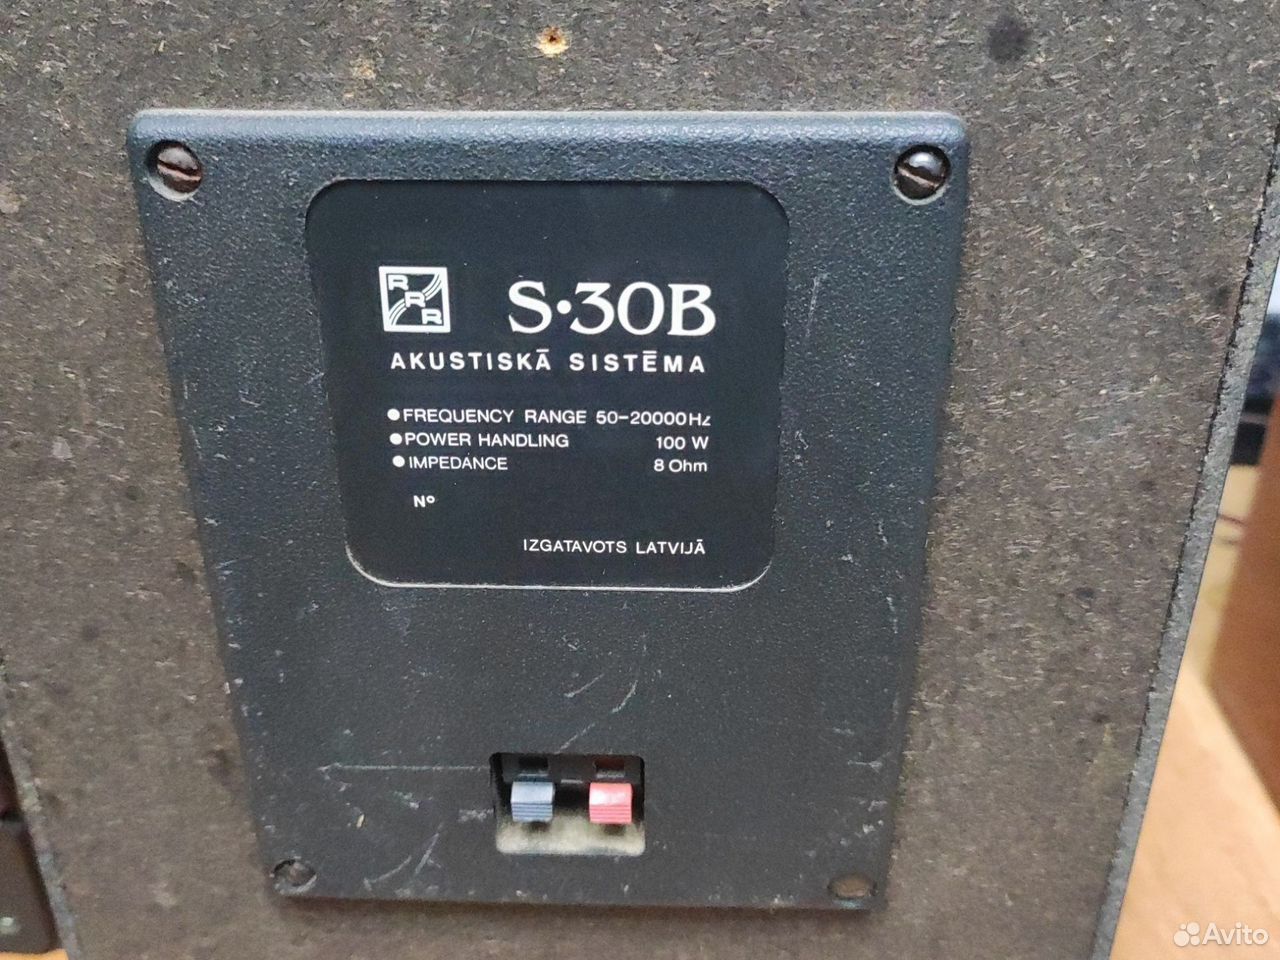 RRR
S·30B
AKUSTISKĀ SISTĒMA
●FREQUENCY RANGE 50-20000Hz
●POWER HANDLING 100 W
●IMPEDANCE 8 Ohm
Nº
IZGATAVOTS LATVIJĀ
Avito